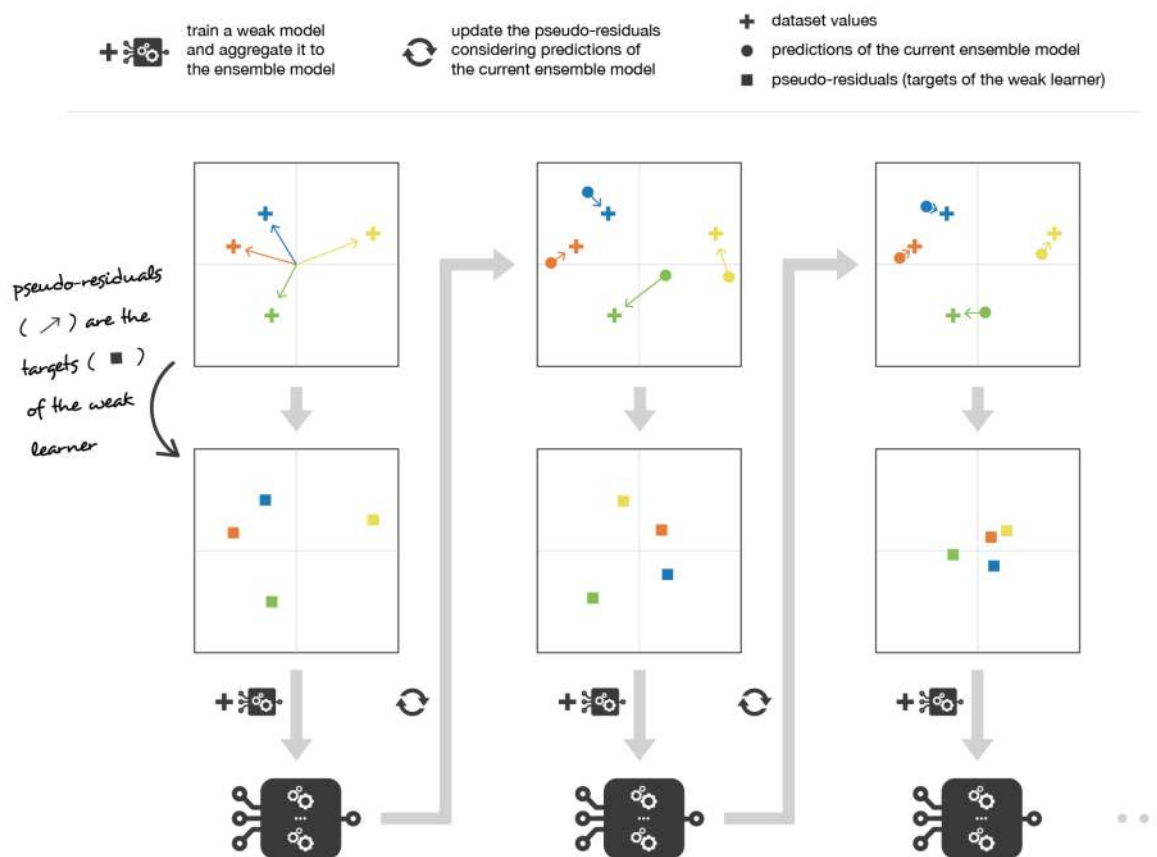 train a weak model
and aggregate it to
the ensemble model
update the pseudo-residuals
considering predictions of
the current ensemble model
dataset values
predictions of the current ensemble model
pseudo-residuals (targets of the weak learner)
pseudo-residuals
( ↗ ) are the
targets ( ■ )
of the weak
learner